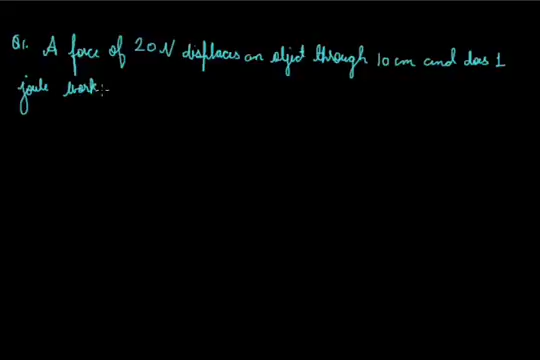 Q1. A force of 20 N displaces an object through 10 cm and does 1
joule work:-